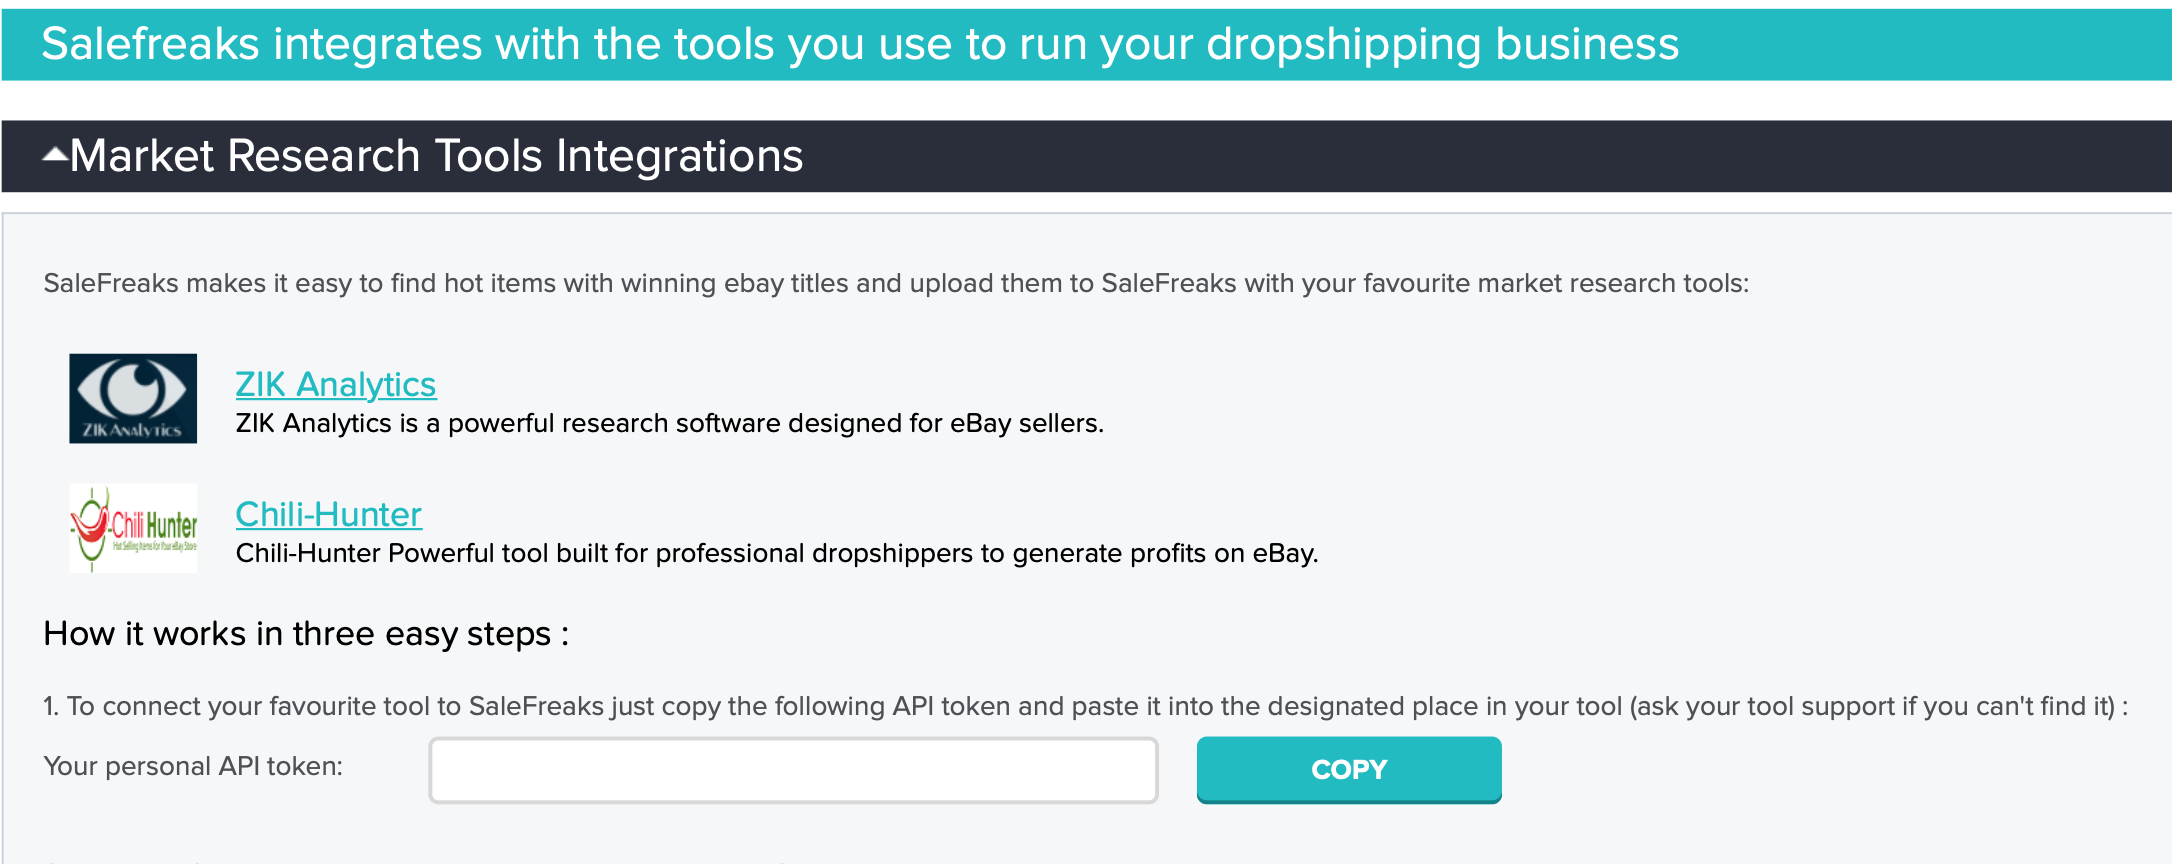 Salefreaks integrates with the tools you use to run your dropshipping business
Market Research Tools Integrations
SaleFreaks makes it easy to find hot items with winning ebay titles and upload them to SaleFreaks with your favourite market research tools:
ZIK Analytics
ZIK Analytics
ZIK Analytics is a powerful research software designed for eBay sellers.
Chili Hunter
Hot Selling Items for Your eBay Store
Chili-Hunter
Chili-Hunter Powerful tool built for professional dropshippers to generate profits on eBay.
How it works in three easy steps :
1. To connect your favourite tool to SaleFreaks just copy the following API token and paste it into the designated place in your tool (ask your tool support if you can't find it) :
Your personal API token:
COPY